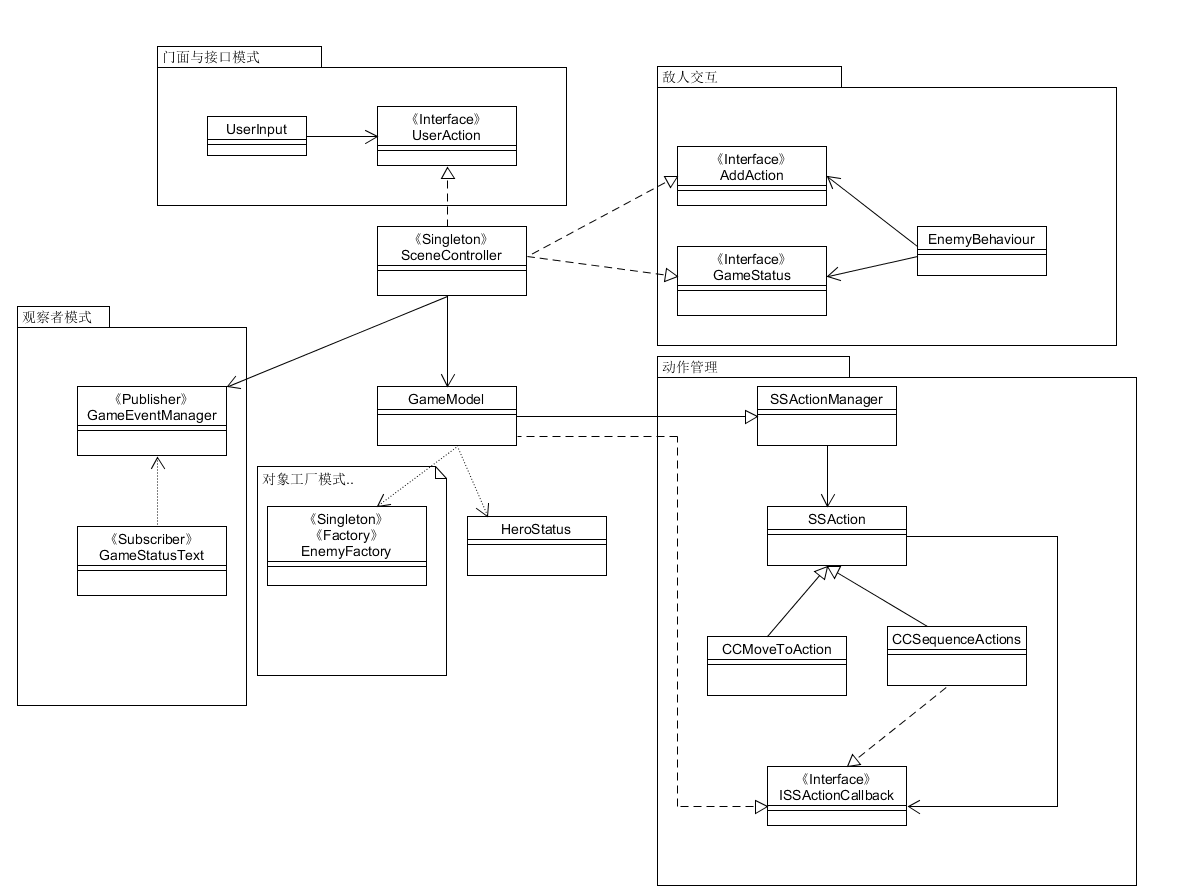 门面与接口模式
UserInput
《Interface》
UserAction
敌人交互
《Interface》
AddAction
EnemyBehaviour
《Interface》
GameStatus
《Singleton》
SceneController
观察者模式
《Publisher》
GameEventManager
《Subscriber》
GameStatusText
GameModel
对象工厂模式..
《Singleton》
《Factory》
EnemyFactory
HeroStatus
动作管理
SSActionManager
SSAction
CCMoveToAction
CCSequenceActions
《Interface》
ISSActionCallback